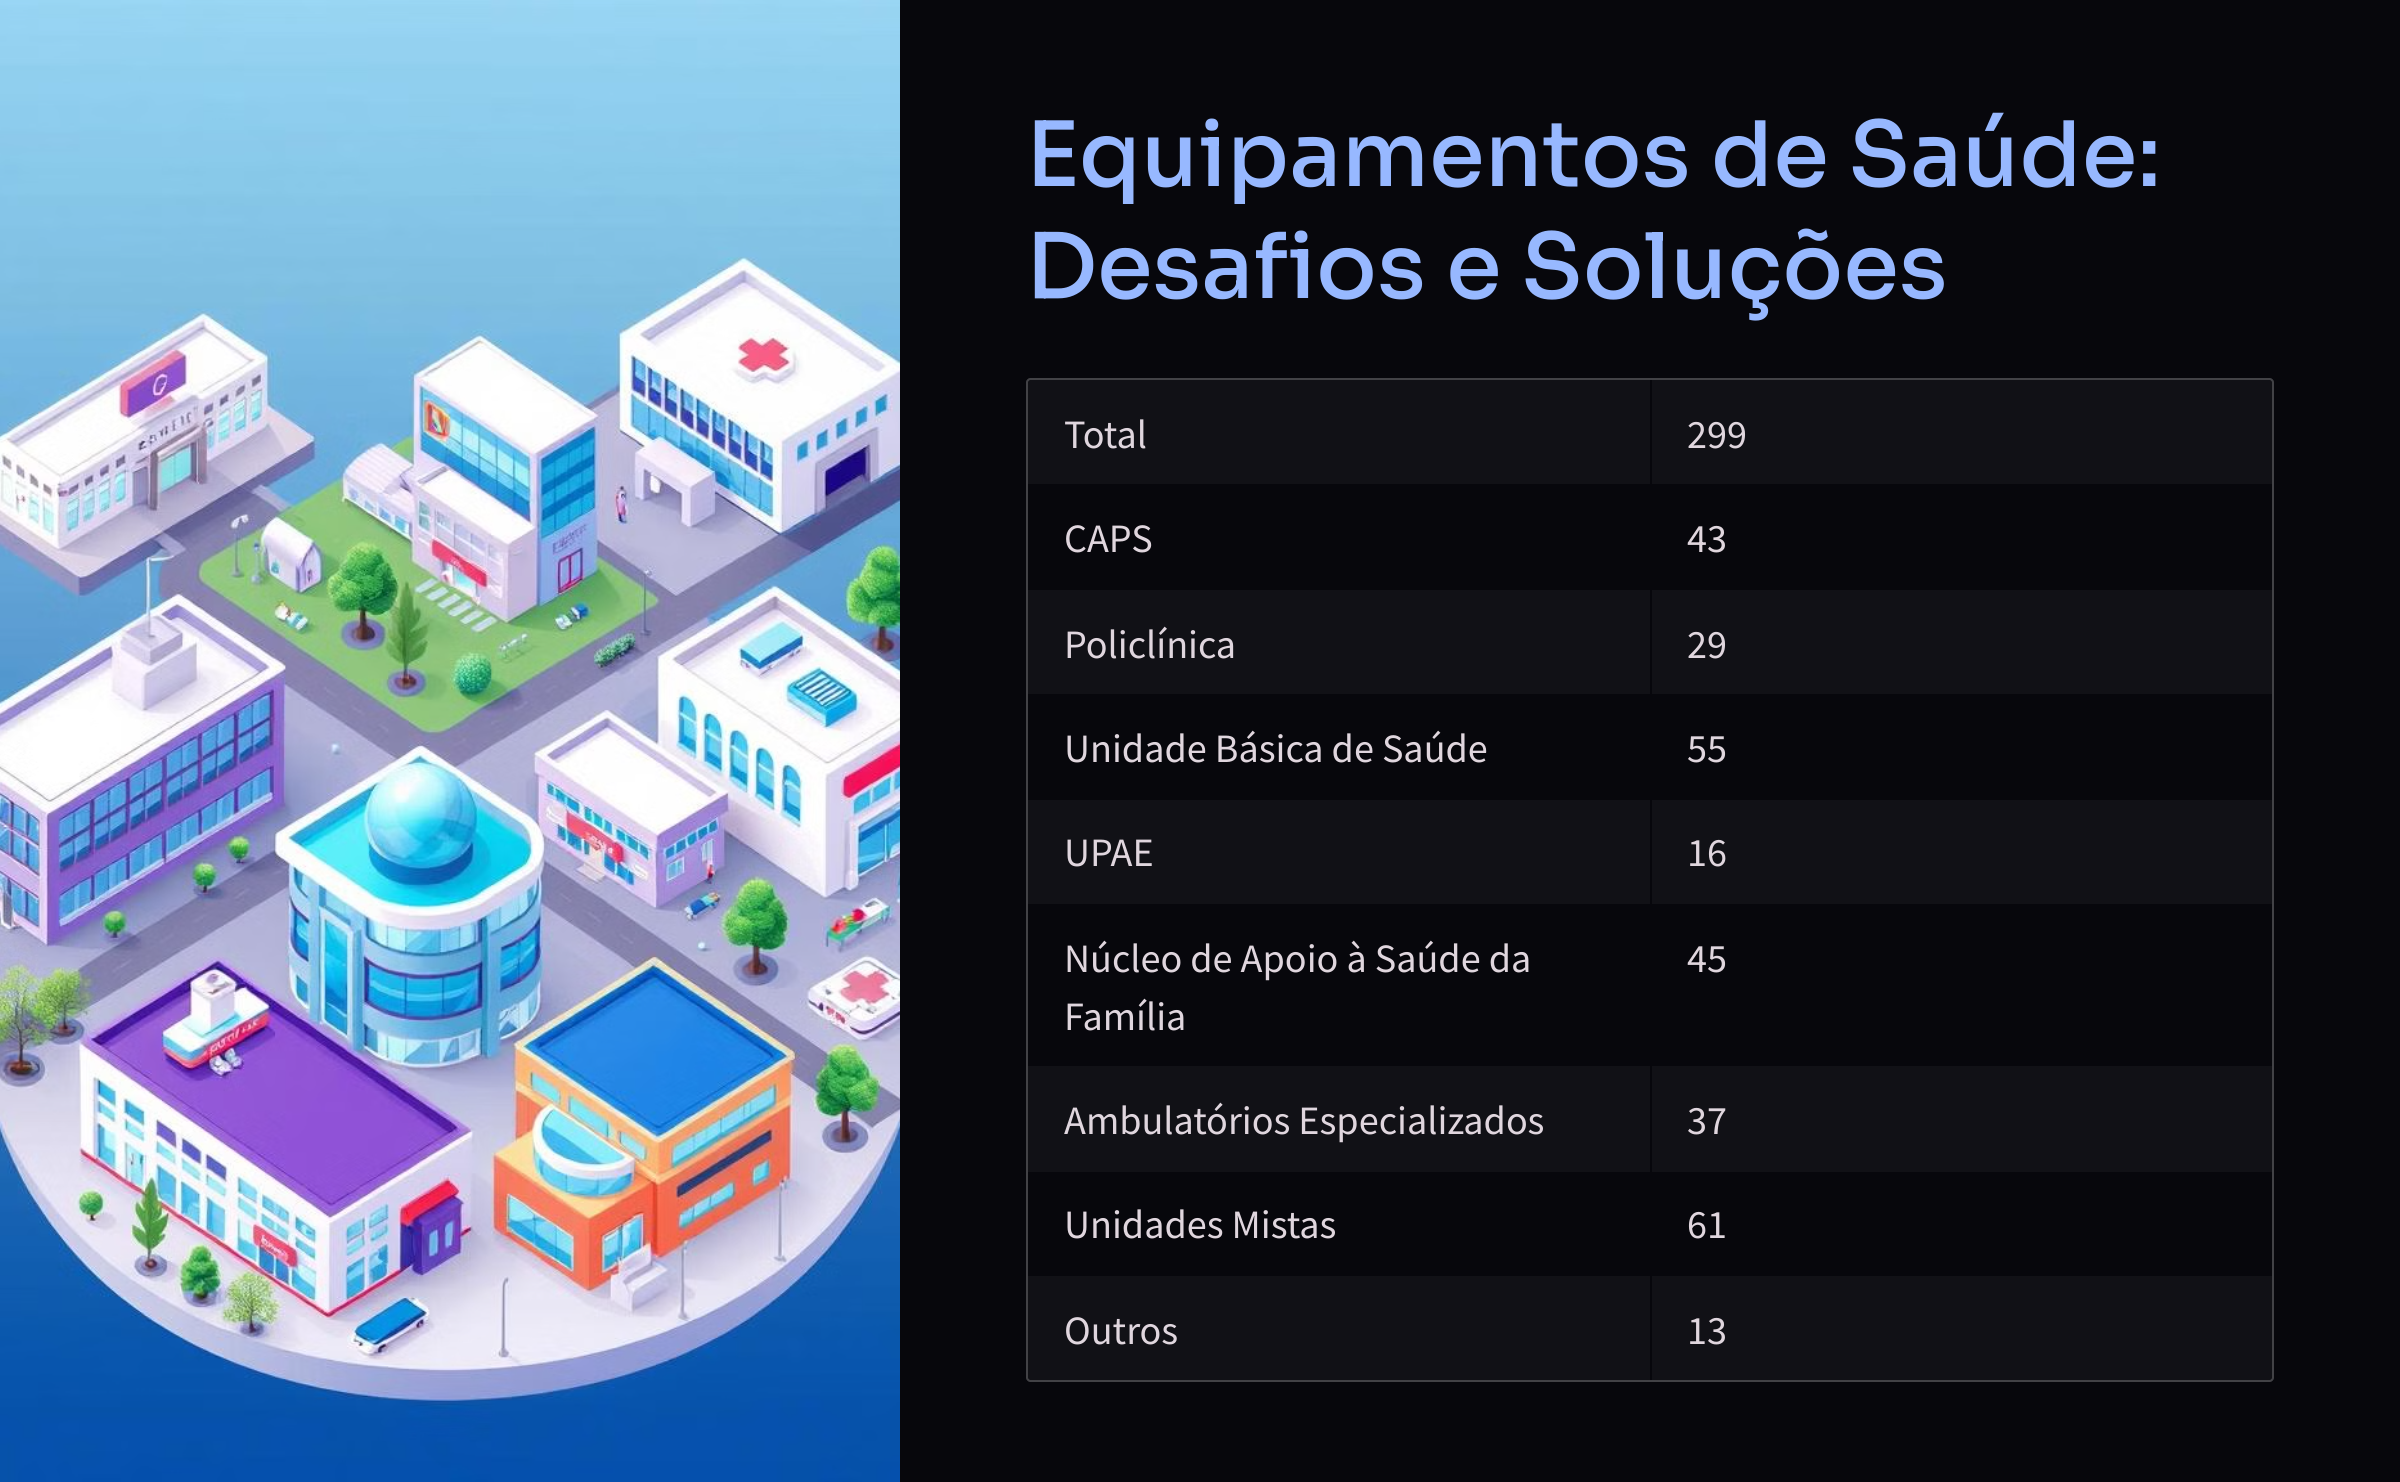 Equipamentos de Saúde:
Desafios e Soluções
Total 299
CAPS 43
Policlínica 29
Unidade Básica de Saúde 55
UPAE 16
Núcleo de Apoio à Saúde da 45
Família
Ambulatórios Especializados 37
Unidades Mistas 61
Outros 13